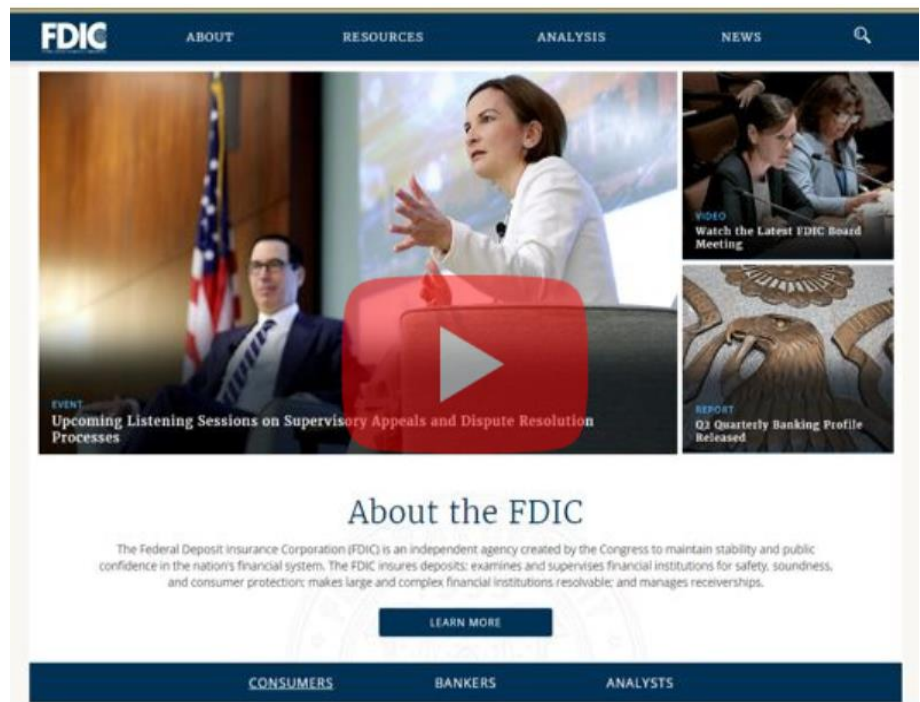 FDIC
ABOUT
RESOURCES
ANALYSIS
NEWS
EVENT
Upcoming Listening Sessions on Supervisory Appeals and Dispute Resolution
Processes
VIDEO
Watch the Latest FDIC Board
Meeting
REPORT
Q2 Quarterly Banking Profile
Released
About the FDIC
The Federal Deposit Insurance Corporation (FDIC) is an independent agency created by the Congress to maintain stability and public
confidence in the nation's financial system. The FDIC insures deposits; examines and supervises financial institutions for safety, soundness,
and consumer protection; makes large and complex financial institutions resolvable; and manages receiverships.
LEARN MORE
CONSUMERS
BANKERS
ANALYSTS